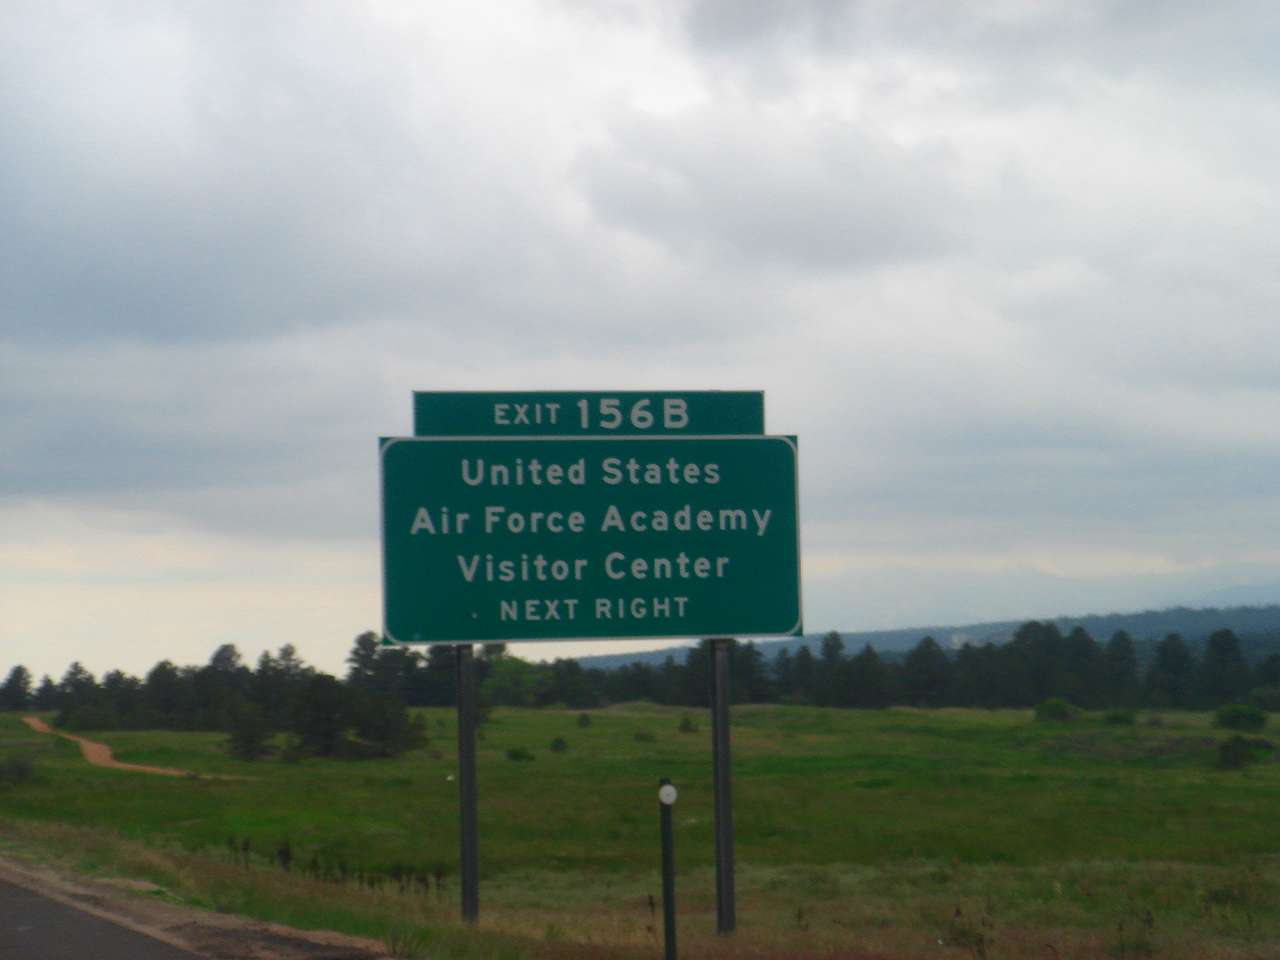 EXIT 156B
United States
Air Force Academy
Visitor Center
NEXT RIGHT